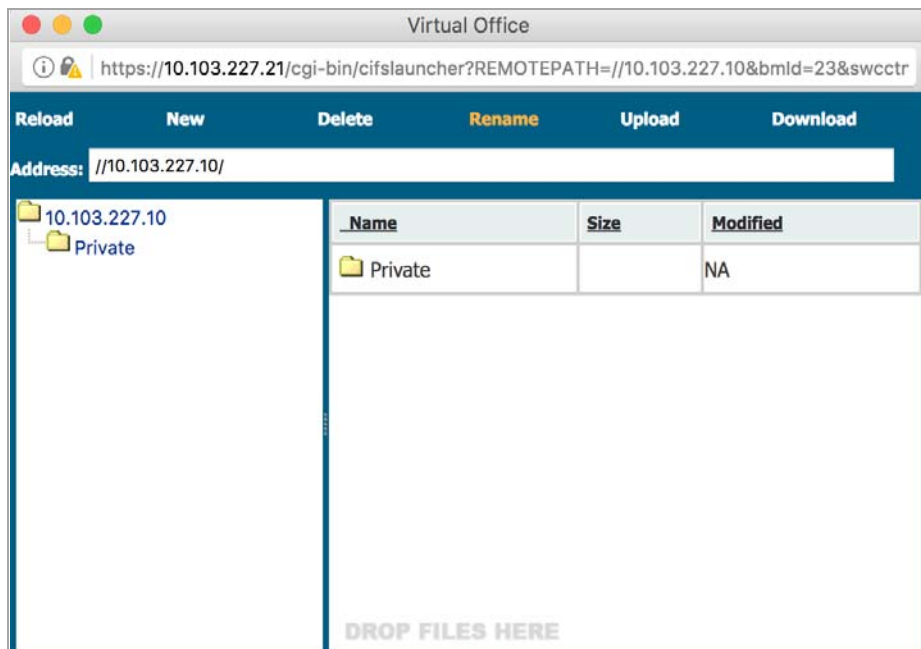 Virtual Office
https://10.103.227.21/cgi-bin/cifslauncher?REMOTEPATH=//10.103.227.10&bmId=23&swcctr
Reload New Delete Rename Upload Download
Address: //10.103.227.10/
10.103.227.10
Private
Name Size Modified
Private NA
DROP FILES HERE